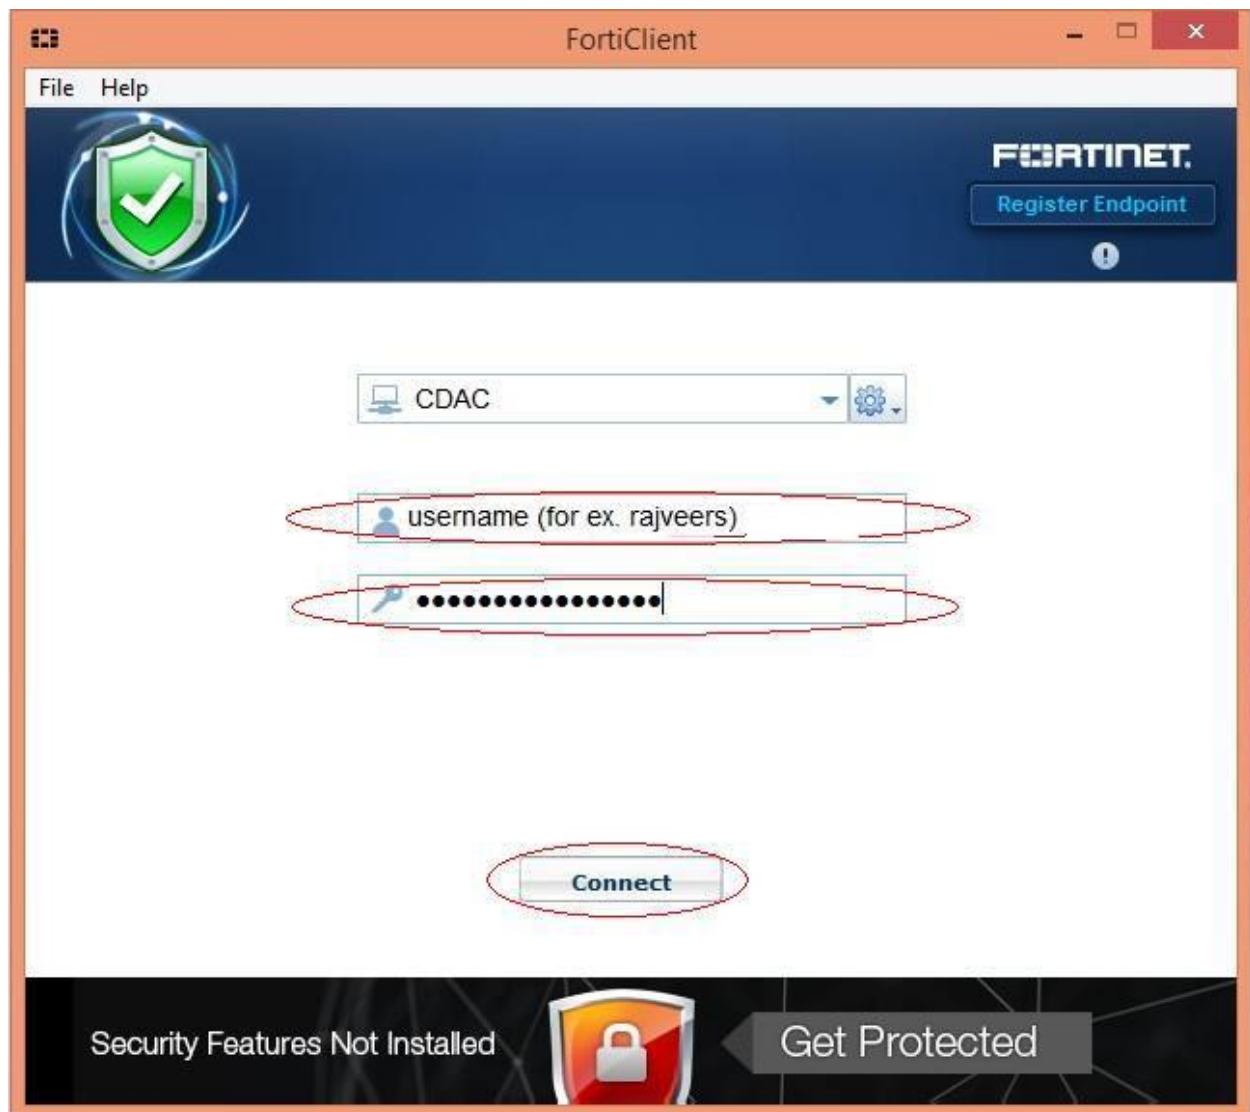 FortiClient
File Help
FORTINET.
Register Endpoint
CDAC
username (for ex. rajveers)
Connect
Security Features Not Installed
Get Protected